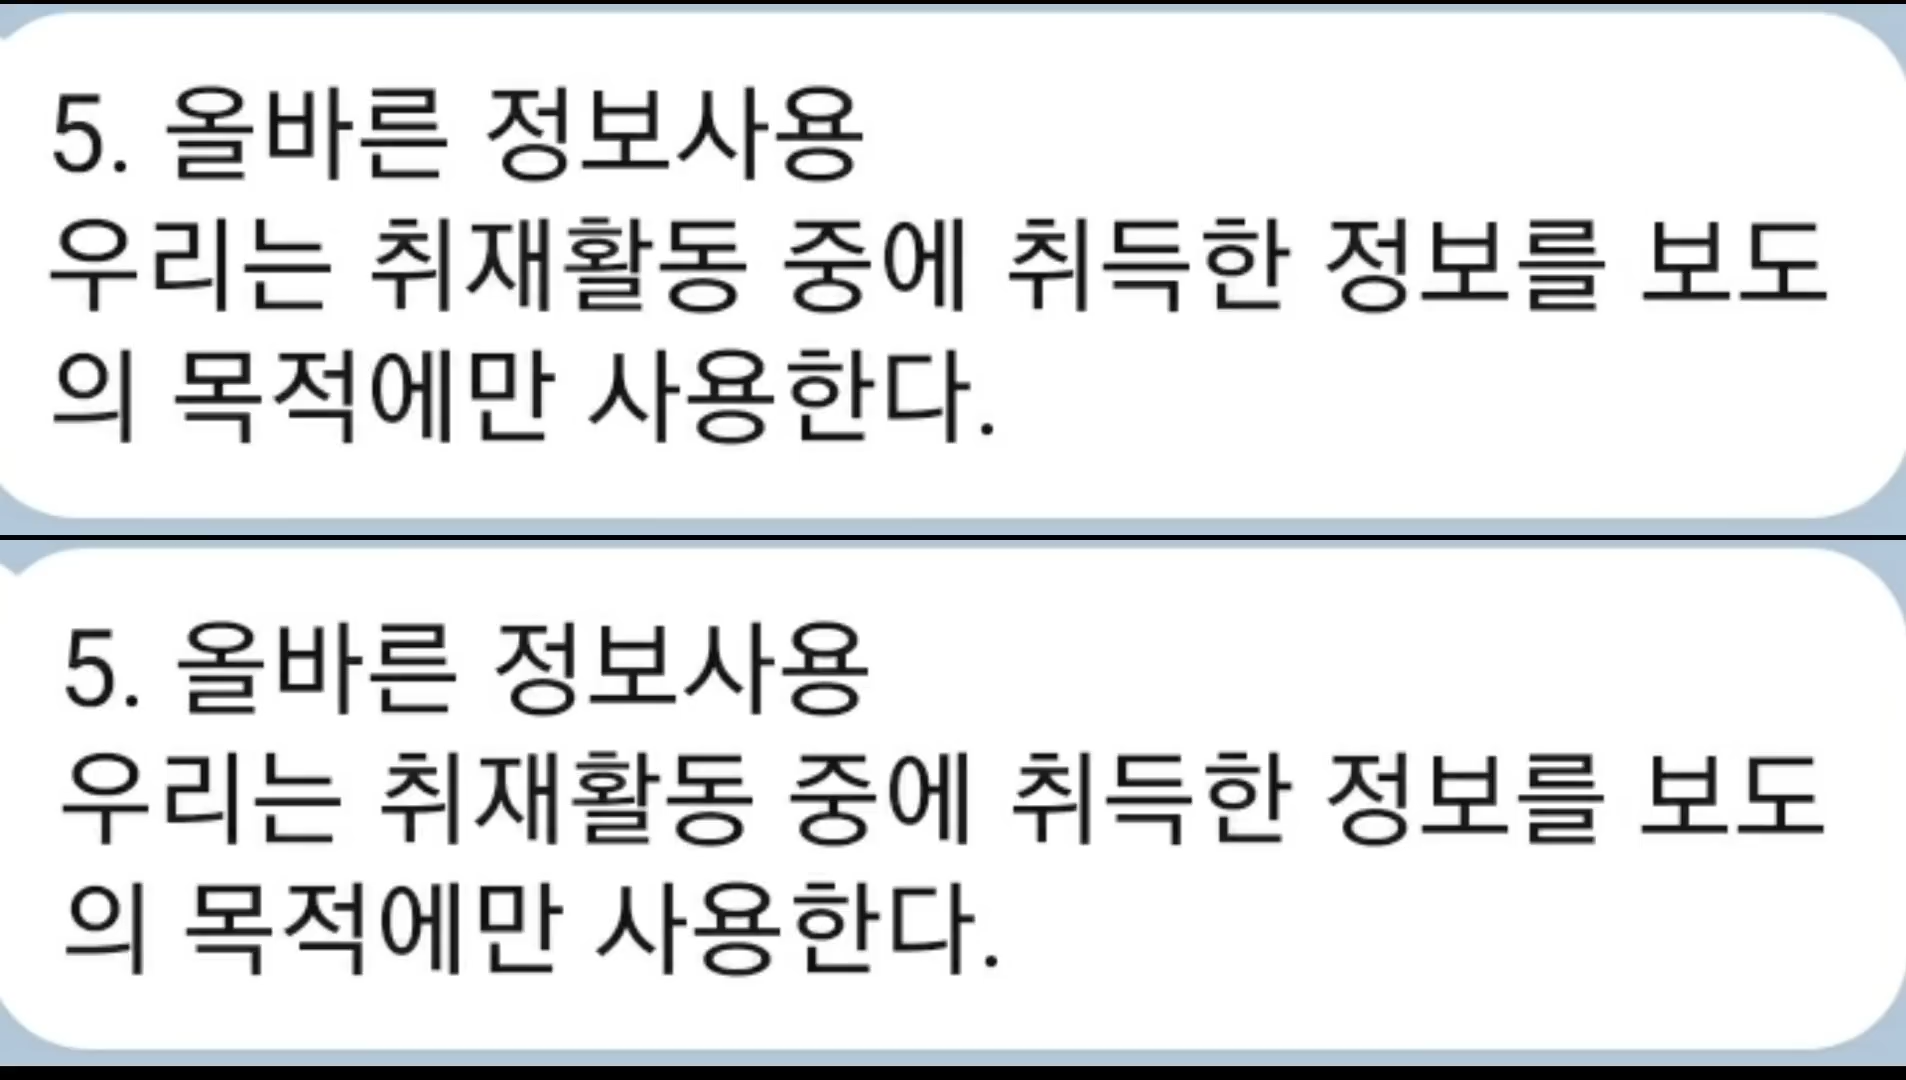 5. 올바른 정보사용
우리는 취재활동 중에 취득한 정보를 보도
의 목적에만 사용한다.
5. 올바른 정보사용
우리는 취재활동 중에 취득한 정보를 보도
의 목적에만 사용한다.